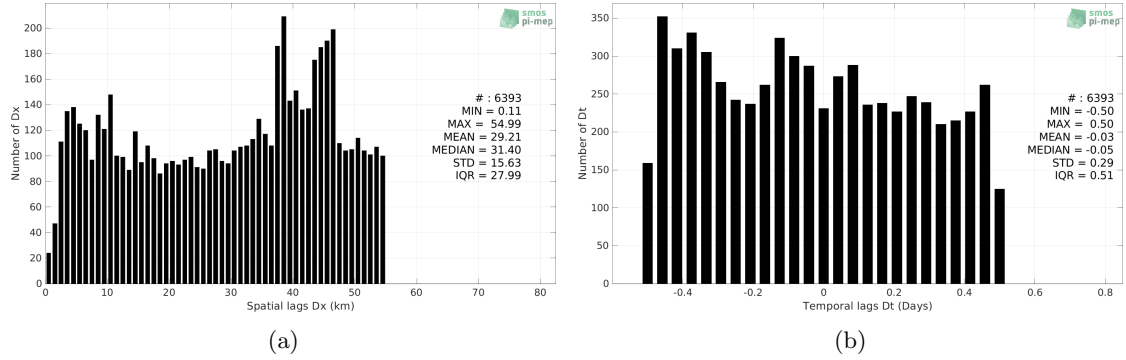 220
200
180
160
140
120
100
80
60
40
20
0
Number of Dx
0 10 20 30 40 50 60 70 80
Spatial lags Dx (km)
smos
pi-mep
# : 6393
MIN = 0.11
MAX = 54.99
MEAN = 29.21
MEDIAN = 31.40
STD = 15.63
IQR = 27.99
(a)
350
300
250
200
150
100
50
0
Number of Dt
-0.4 -0.2 0 0.2 0.4 0.6 0.8
Temporal lags Dt (Days)
smos
pi-mep
# : 6393
MIN = -0.50
MAX = 0.50
MEAN = -0.03
MEDIAN = -0.05
STD = 0.29
IQR = 0.51
(b)